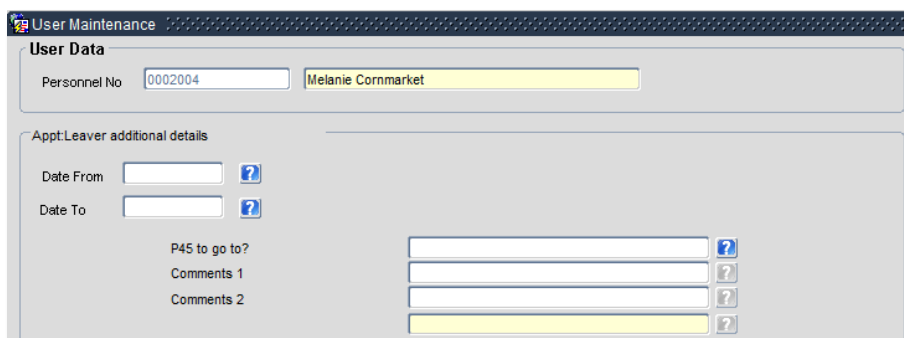 User Maintenance
User Data
Personnel No 0002004 Melanie Cornmarket
Appt:Leaver additional details
Date From ?
Date To ?
P45 to go to? ?
Comments 1 ?
Comments 2 ?
?